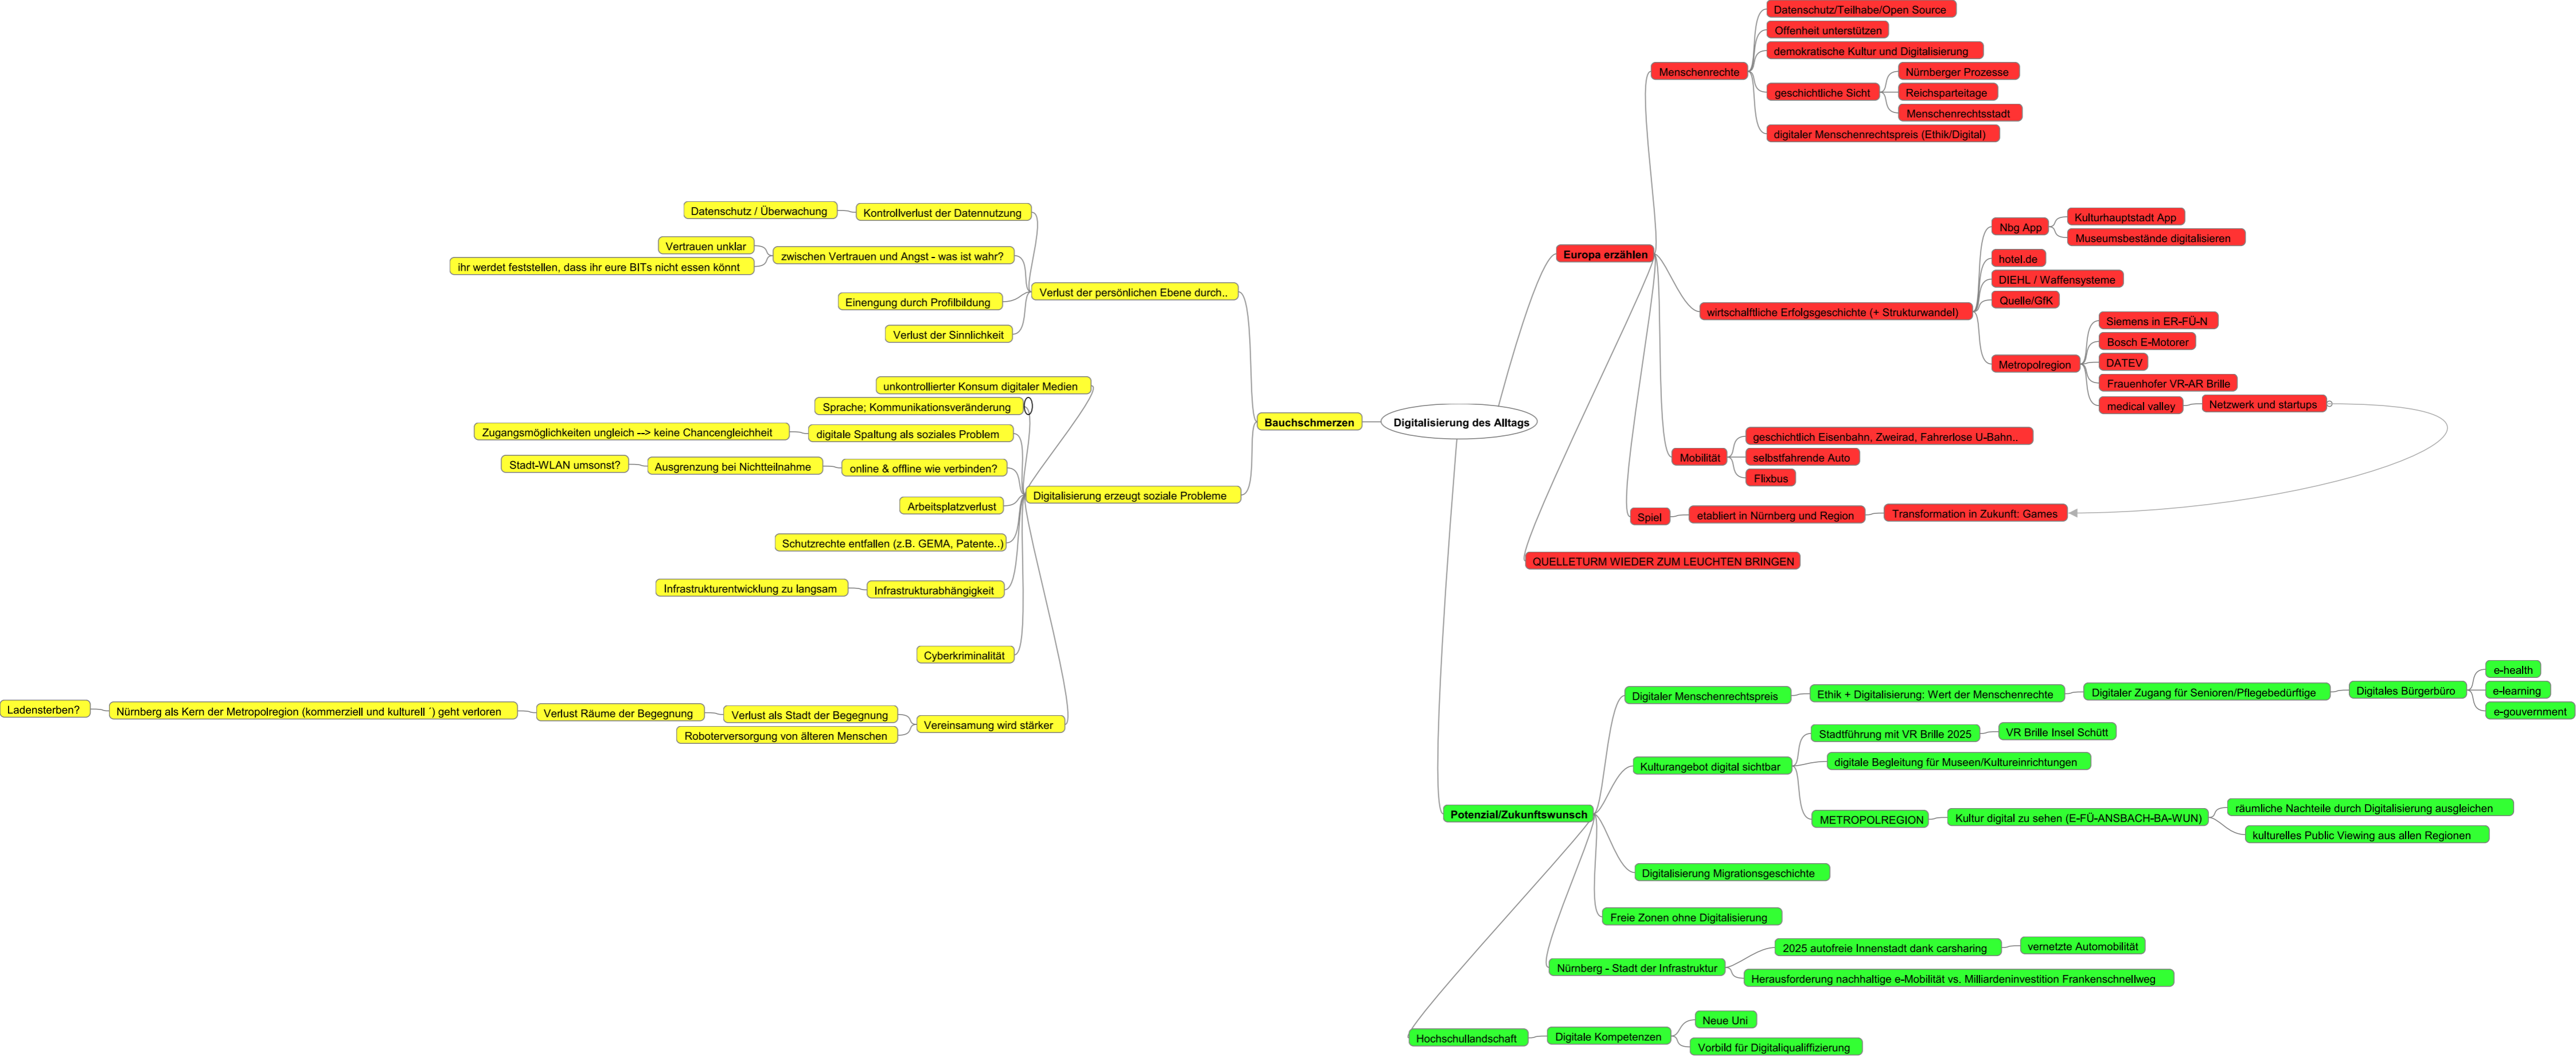 Digitalisierung des Alltags
Europa erzählen
Menschenrechte
Datenschutz/Teilhabe/Open Source
Offenheit unterstützen
demokratische Kultur und Digitalisierung
geschichtliche Sicht
Nürnberger Prozesse
Reichsparteitage
Menschenrechtsstadt
digitaler Menschenrechtspreis (Ethik/Digital)
wirtschalftliche Erfolgsgeschichte (+ Strukturwandel)
Nbg App
Kulturhauptstadt App
Museumsbestände digitalisieren
hotel.de
DIEHL / Waffensysteme
Quelle/GfK
Metropolregion
Siemens in ER-FÜ-N
Bosch E-Motorer
DATEV
Frauenhofer VR-AR Brille
medical valley
Netzwerk und startups
Mobilität
geschichtlich Eisenbahn, Zweirad, Fahrerlose U-Bahn..
selbstfahrende Auto
Flixbus
Spiel
etabliert in Nürnberg und Region
Transformation in Zukunft: Games
QUELLETURM WIEDER ZUM LEUCHTEN BRINGEN
Potenzial/Zukunftswunsch
Digitaler Menschenrechtspreis
Ethik + Digitalisierung: Wert der Menschenrechte
Digitaler Zugang für Senioren/Pflegebedürftige
Digitales Bürgerbüro
e-health
e-learning
e-gouvernment
Kulturangebot digital sichtbar
Stadtführung mit VR Brille 2025
VR Brille Insel Schütt
digitale Begleitung für Museen/Kultureinrichtungen
METROPOLREGION
Kultur digital zu sehen (E-FÜ-ANSBACH-BA-WUN)
räumliche Nachteile durch Digitalisierung ausgleichen
kulturelles Public Viewing aus allen Regionen
Digitalisierung Migrationsgeschichte
Freie Zonen ohne Digitalisierung
Nürnberg - Stadt der Infrastruktur
2025 autofreie Innenstadt dank carsharing
vernetzte Automobilität
Herausforderung nachhaltige e-Mobilität vs. Milliardeninvestition Frankenschnellweg
Hochschullandschaft
Digitale Kompetenzen
Neue Uni
Vorbild für Digitaliqualiffizierung
Bauchschmerzen
Verlust der persönlichen Ebene durch..
Kontrollverlust der Datennutzung
Datenschutz / Überwachung
zwischen Vertrauen und Angst - was ist wahr?
Vertrauen unklar
ihr werdet feststellen, dass ihr eure BITs nicht essen könnt
Einengung durch Profilbildung
Verlust der Sinnlichkeit
Digitalisierung erzeugt soziale Probleme
unkontrollierter Konsum digitaler Medien
Sprache; Kommunikationsveränderung
digitale Spaltung als soziales Problem
Zugangsmöglichkeiten ungleich --> keine Chancengleichheit
online & offline wie verbinden?
Ausgrenzung bei Nichtteilnahme
Stadt-WLAN umsonst?
Arbeitsplatzverlust
Schutzrechte entfallen (z.B. GEMA, Patente..)
Infrastrukturabhängigkeit
Infrastrukturentwicklung zu langsam
Cyberkriminalität
Vereinsamung wird stärker
Verlust als Stadt der Begegnung
Verlust Räume der Begegnung
Nürnberg als Kern der Metropolregion (kommerziell und kulturell ´) geht verloren
Ladensterben?
Roboterversorgung von älteren Menschen